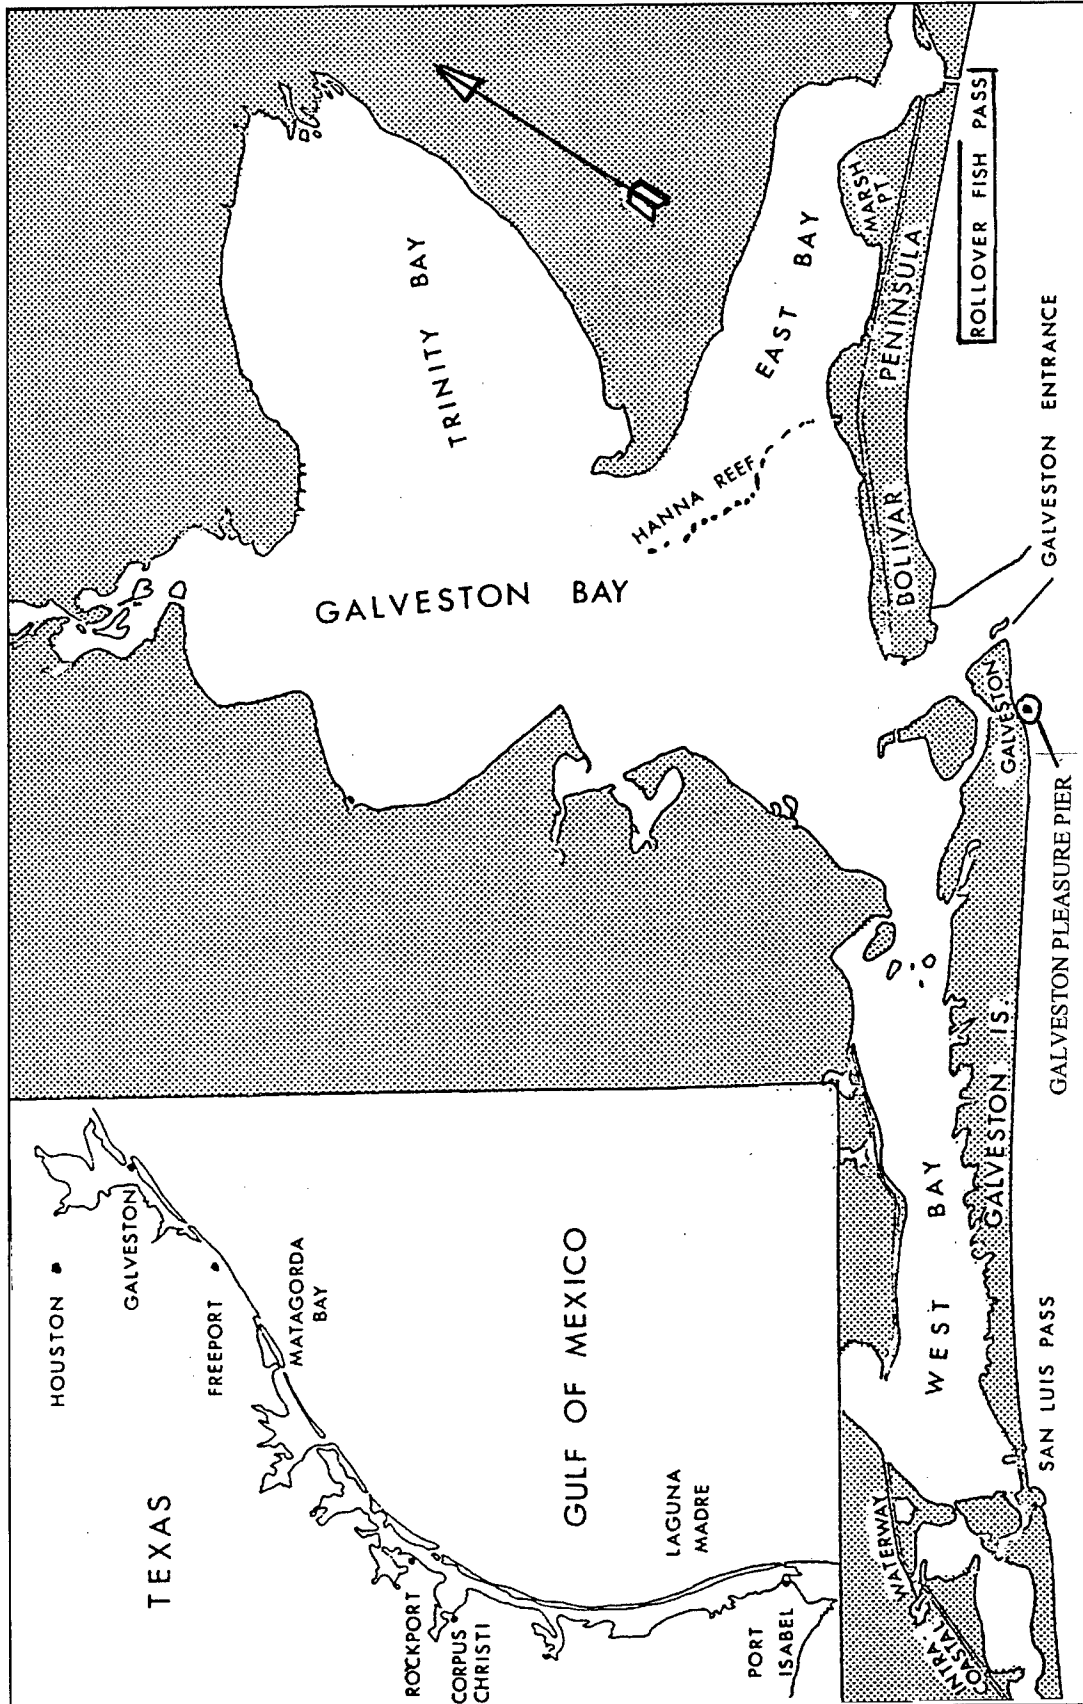 TEXAS
HOUSTON
GALVESTON
FREEPORT
MATAGORDA
BAY
ROCKPORT
CORPUS
CHRISTI
GULF OF MEXICO
LAGUNA
MADRE
PORT
ISABEL
TRINITY BAY
GALVESTON BAY
HANNA REEF
EAST BAY
MARSH
PT.
BOLIVAR PENINSULA
ROLLOVER FISH PASS
GALVESTON ENTRANCE
GALVESTON
GALVESTON PLEASURE PIER
GALVESTON IS.
WEST BAY
SAN LUIS PASS
INTRA
COASTAL
WATERWAY